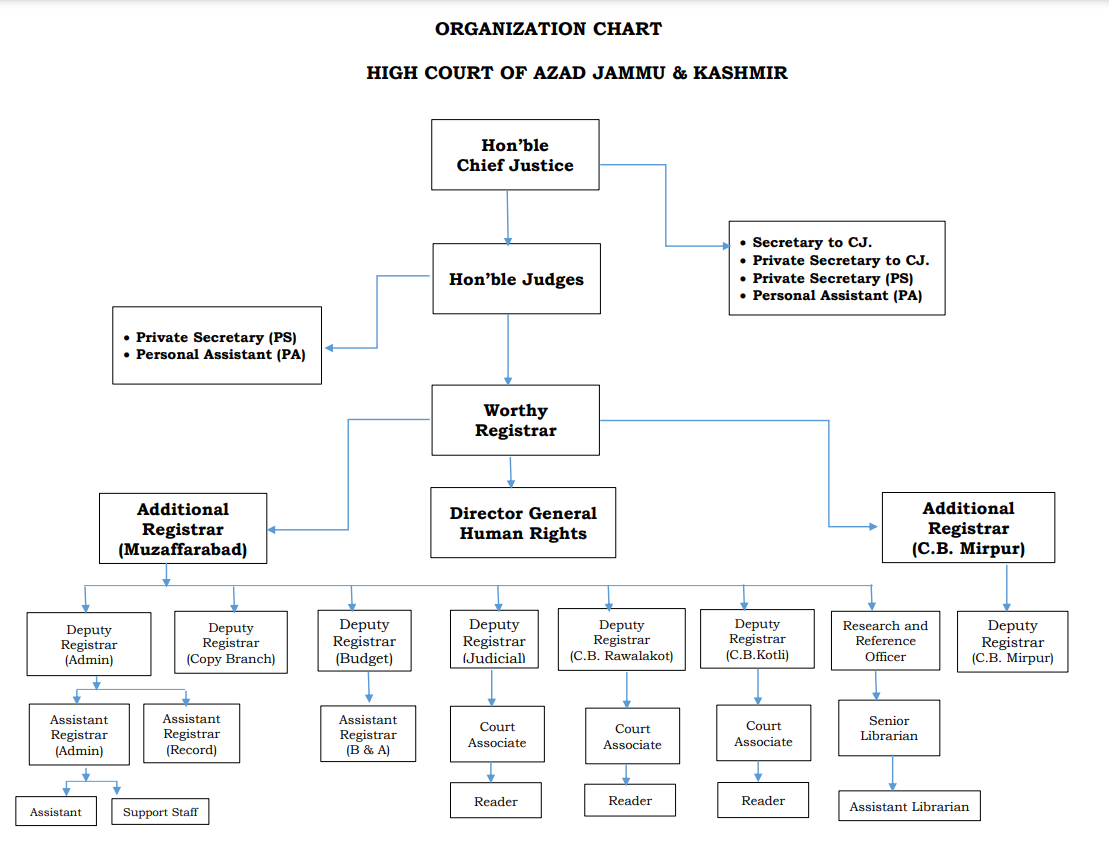 ORGANIZATION CHART
HIGH COURT OF AZAD JAMMU & KASHMIR
Hon’ble
Chief Justice
• Secretary to CJ.
• Private Secretary to CJ.
• Private Secretary (PS)
• Personal Assistant (PA)
Hon’ble Judges
• Private Secretary (PS)
• Personal Assistant (PA)
Worthy
Registrar
Additional
Registrar
(Muzaffarabad)
Director General
Human Rights
Additional
Registrar
(C.B. Mirpur)
Deputy
Registrar
(Admin)
Deputy
Registrar
(Copy Branch)
Deputy
Registrar
(Budget)
Deputy
Registrar
(Judicial)
Deputy
Registrar
(C.B. Rawalakot)
Deputy
Registrar
(C.B.Kotli)
Research and
Reference
Officer
Deputy
Registrar
(C.B. Mirpur)
Assistant
Registrar
(Admin)
Assistant
Registrar
(Record)
Assistant
Registrar
(B & A)
Court
Associate
Court
Associate
Court
Associate
Senior
Librarian
Assistant
Support Staff
Reader
Reader
Reader
Assistant Librarian